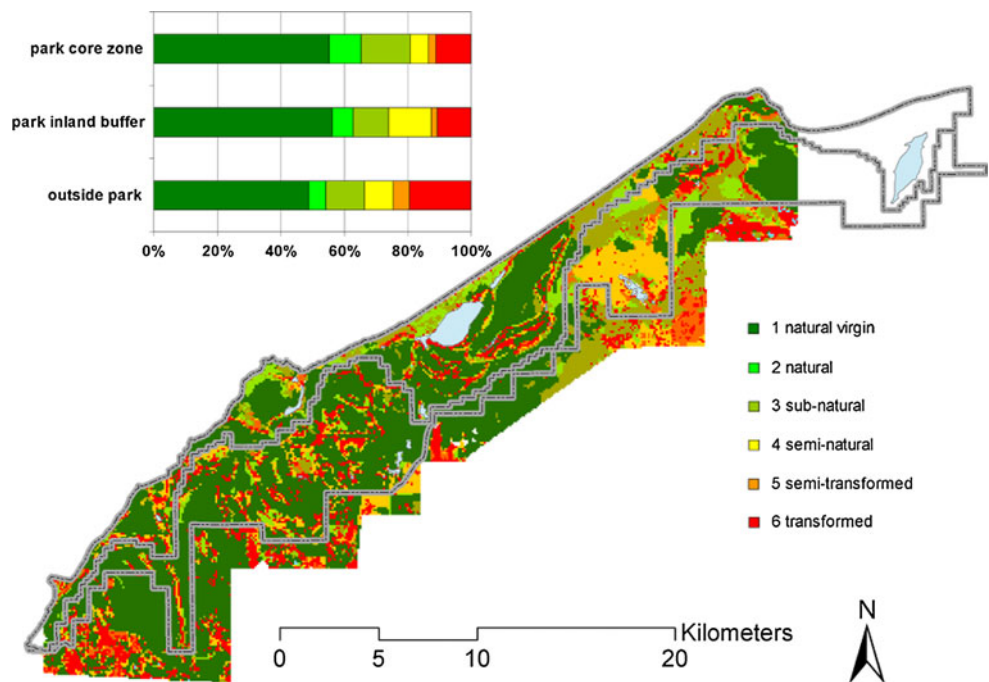 park core zone
park inland buffer
outside park
0% 20% 40% 60% 80% 100%
1 natural virgin
2 natural
3 sub-natural
4 semi-natural
5 semi-transformed
6 transformed
N
Kilometers
0 5 10 20